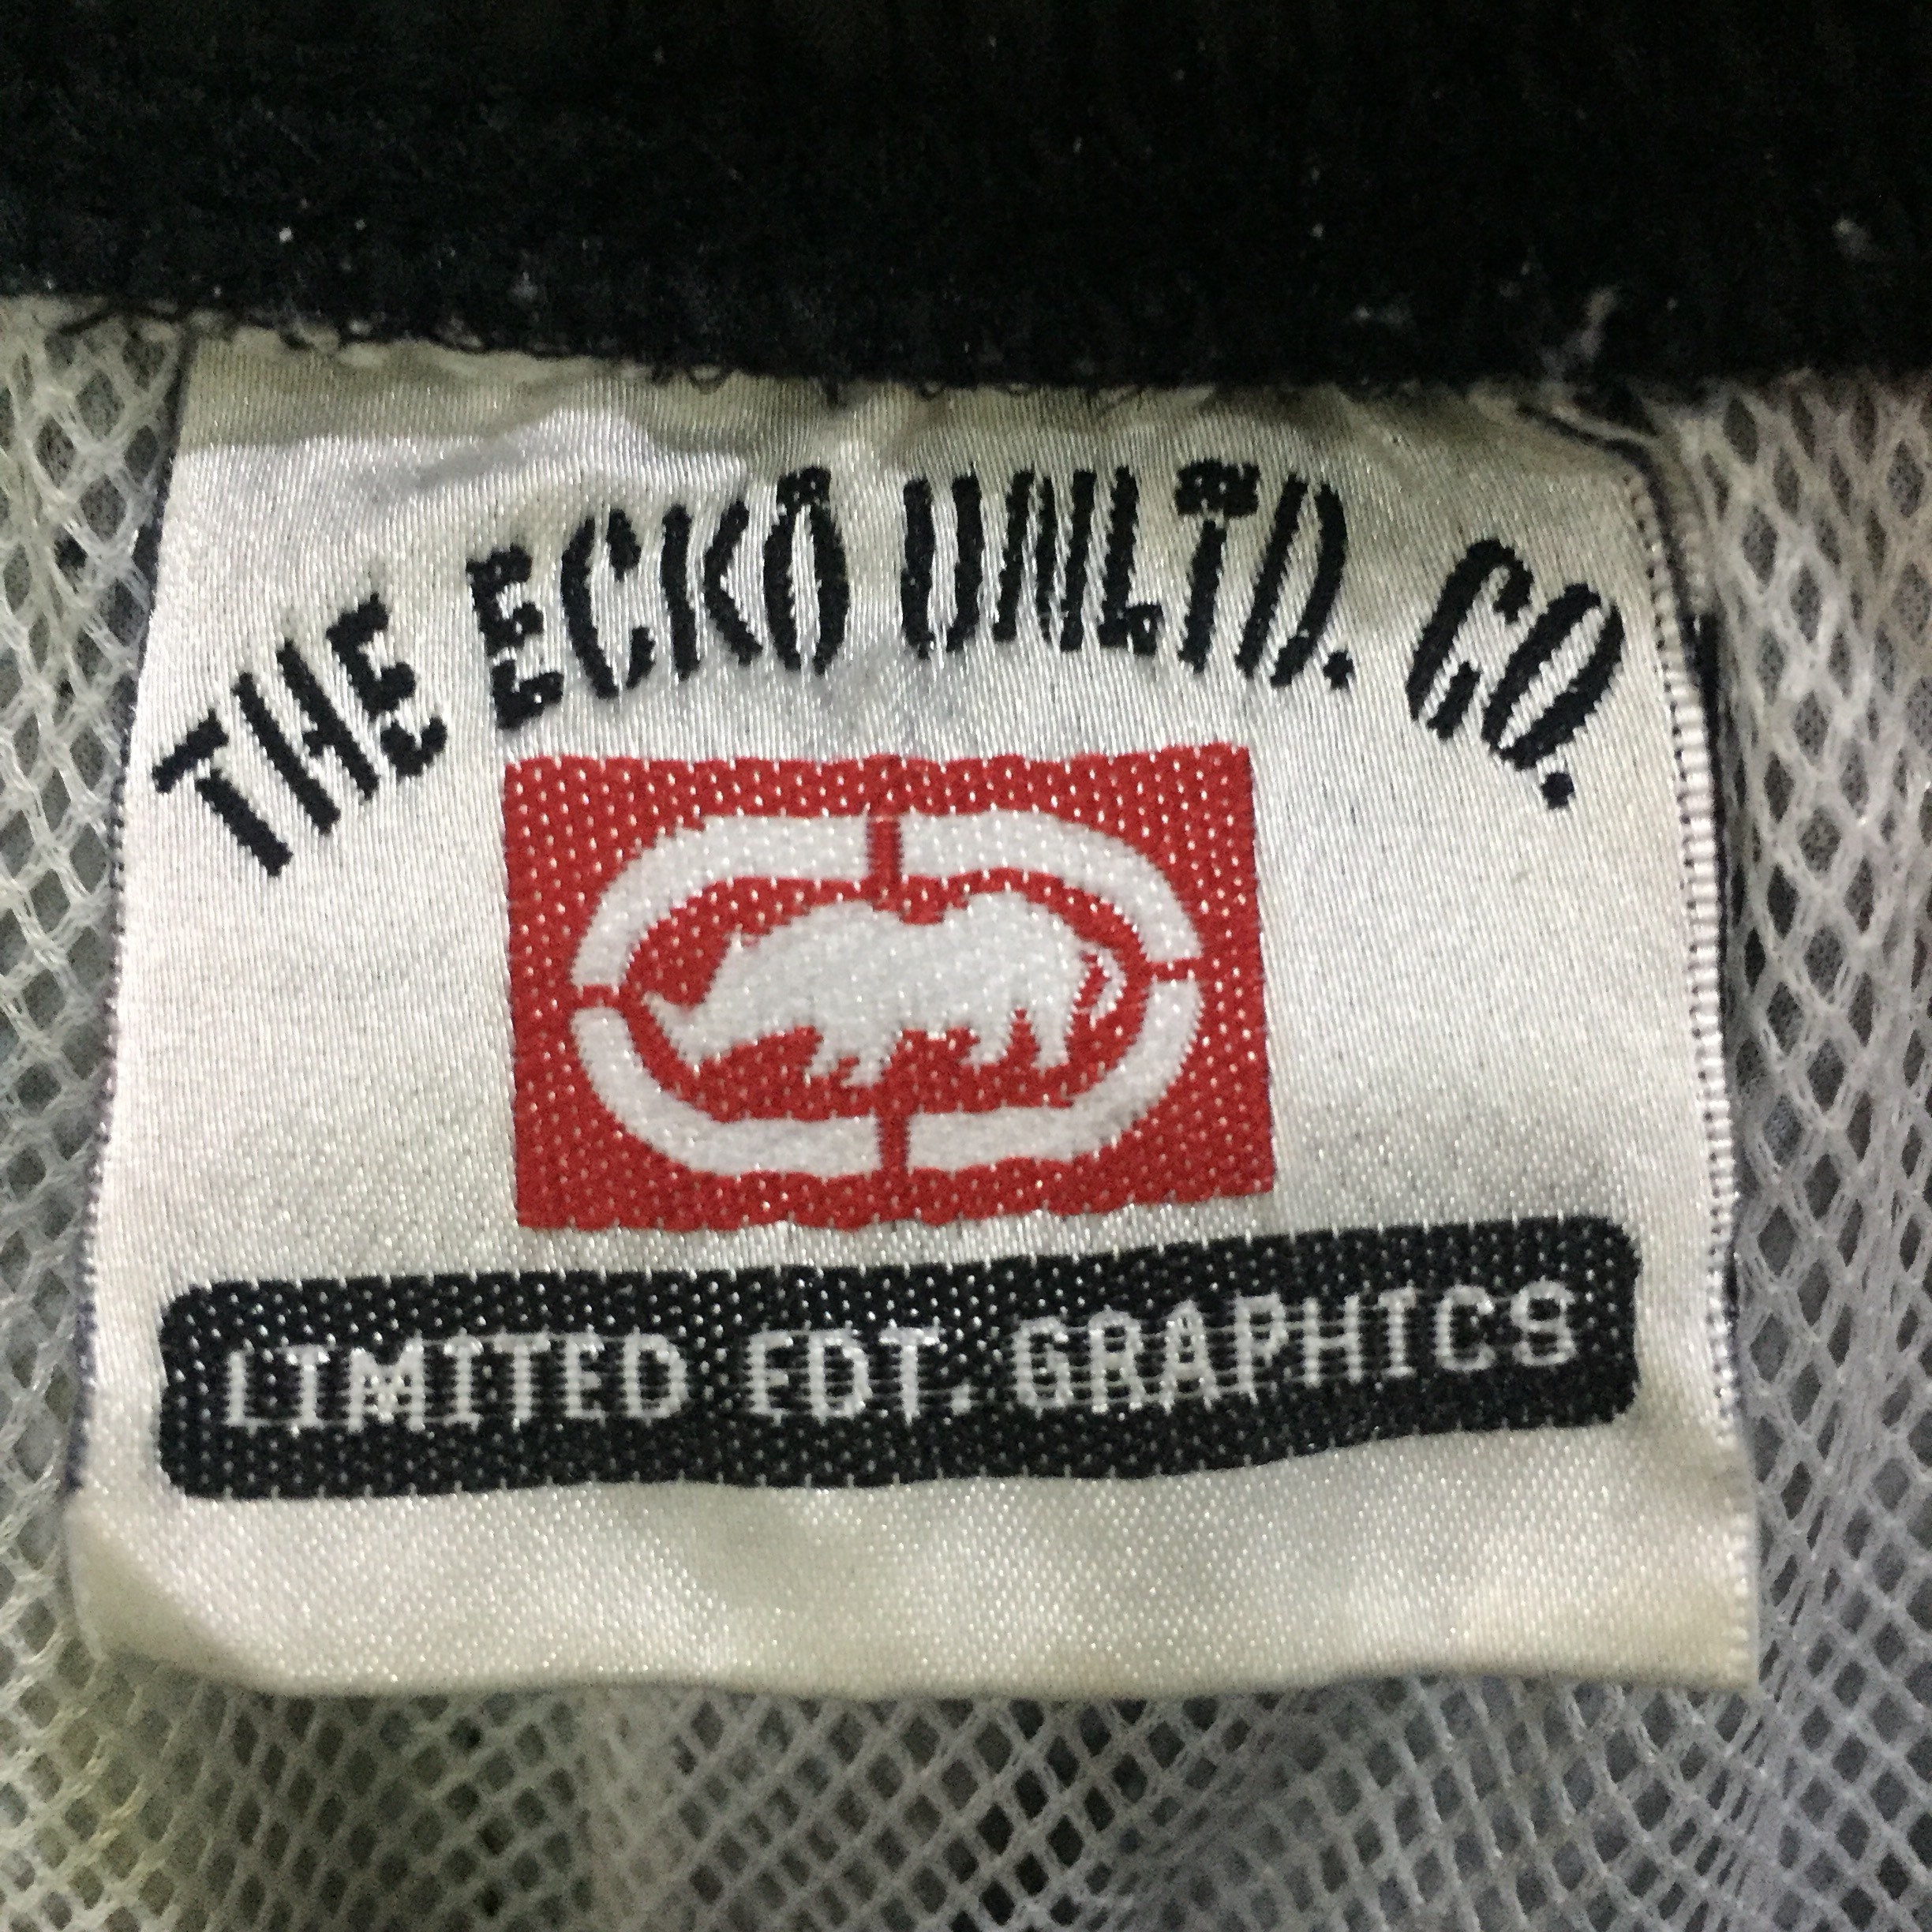 THE ECKO UNLTD. CO.
LIMITED EDT. GRAPHICS